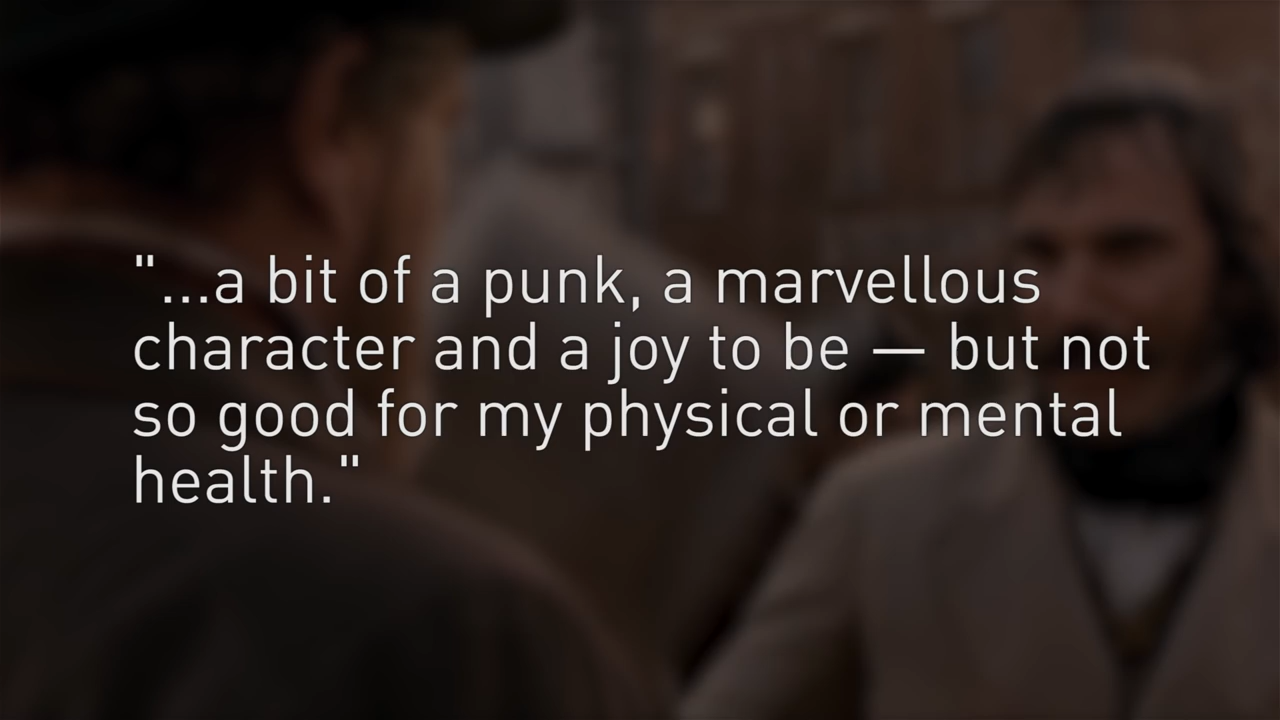 "...a bit of a punk, a marvellous
character and a joy to be — but not
so good for my physical or mental
health."